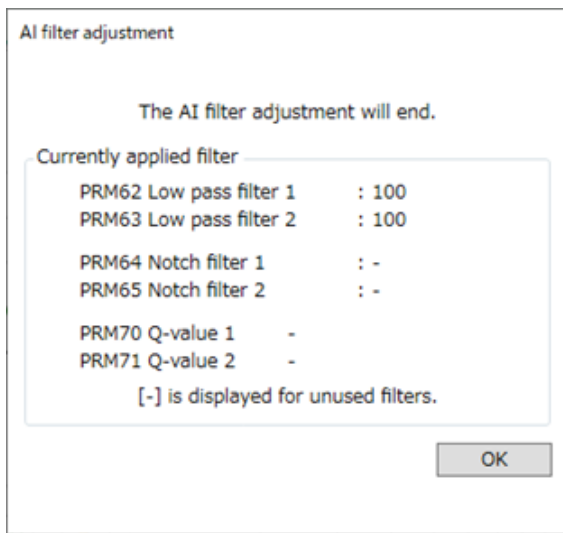 AI filter adjustment
The AI filter adjustment will end.
Currently applied filter
PRM62 Low pass filter 1 : 100
PRM63 Low pass filter 2 : 100
PRM64 Notch filter 1 : -
PRM65 Notch filter 2 : -
PRM70 Q-value 1 -
PRM71 Q-value 2 -
[-] is displayed for unused filters.
OK